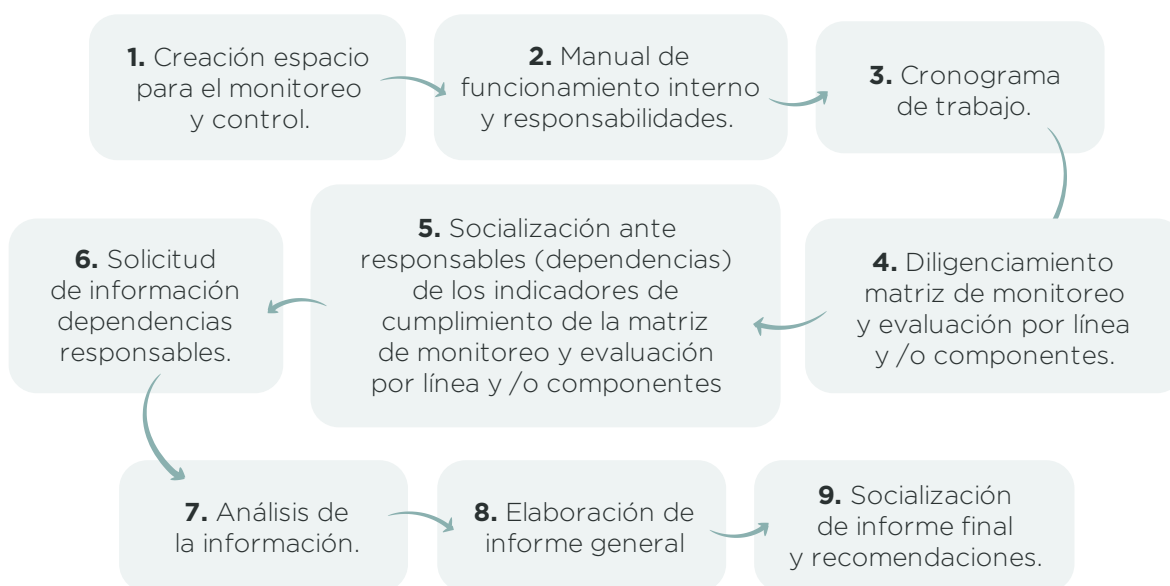 1. Creación espacio
para el monitoreo
y control.
2. Manual de
funcionamiento interno
y responsabilidades.
3. Cronograma
de trabajo.
4. Diligenciamiento
matriz de monitoreo
y evaluación por línea
y /o componentes.
5. Socialización ante
responsables (dependencias)
de los indicadores de
cumplimiento de la matriz
de monitoreo y evaluación
por línea y /o componentes
6. Solicitud
de información
dependencias
responsables.
7. Análisis de
la información.
8. Elaboración de
informe general
9. Socialización
de informe final
y recomendaciones.